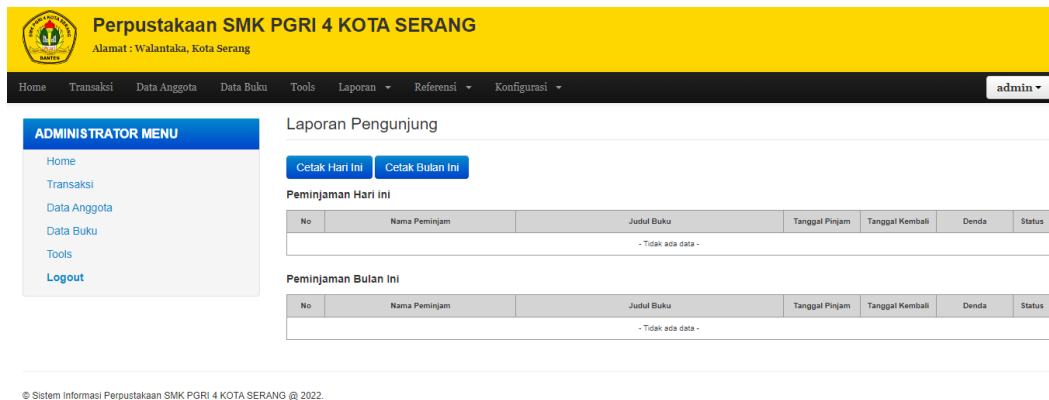 Perpustakaan SMK PGRI 4 KOTA SERANG
Alamat : Walantaka, Kota Serang
BANTEN
Home Transaksi Data Anggota Data Buku Tools Laporan Referensi Konfigurasi admin
ADMINISTRATOR MENU
Home
Transaksi
Data Anggota
Data Buku
Tools
Logout
Laporan Pengunjung
Cetak Hari Ini Cetak Bulan Ini
Peminjaman Hari ini
No Nama Peminjam Judul Buku Tanggal Pinjam Tanggal Kembali Denda Status
- Tidak ada data -
Peminjaman Bulan Ini
No Nama Peminjam Judul Buku Tanggal Pinjam Tanggal Kembali Denda Status
- Tidak ada data -
© Sistem Informasi Perpustakaan SMK PGRI 4 KOTA SERANG @ 2022.